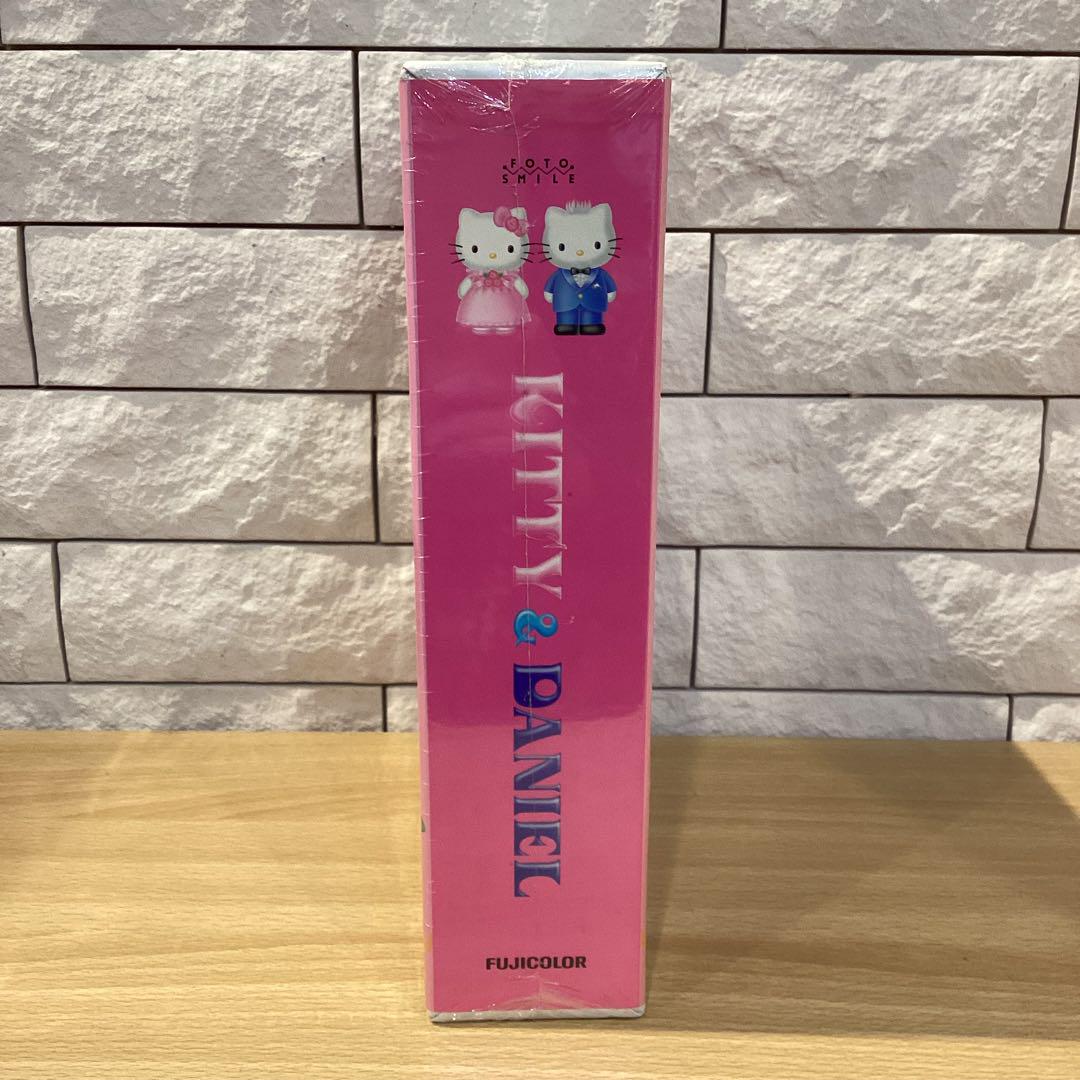 FOTO
SMILE
KITTY & DANIEL
FUJICOLOR